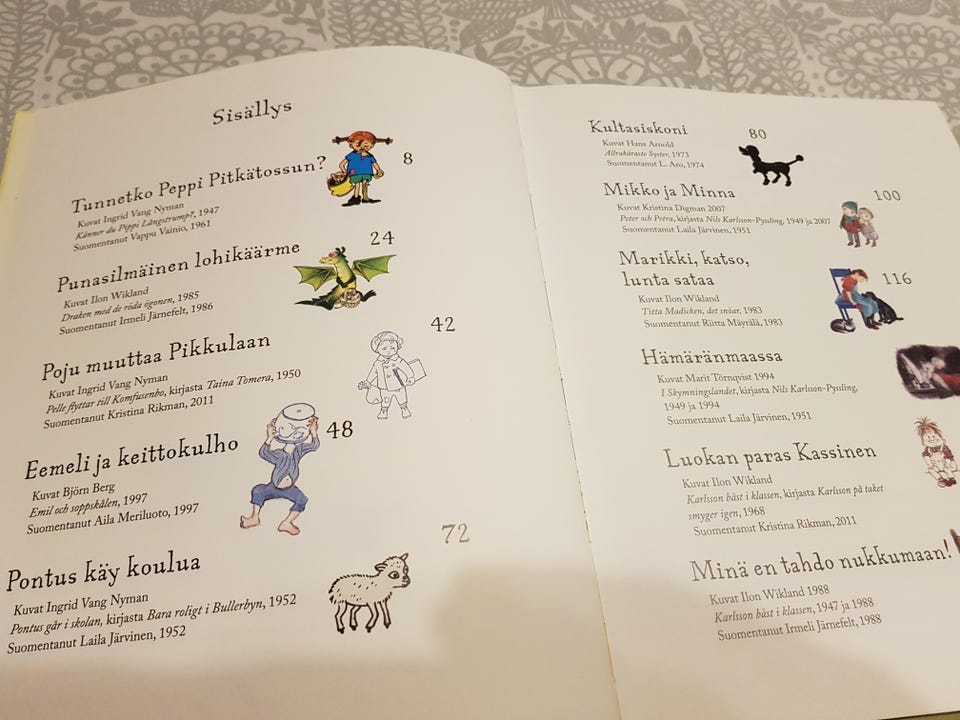 Sisällys
Tunnetko Peppi Pitkätossun?
8
Kuvat Ingrid Vang Nyman
Känner du Pippi Långstrump?, 1947
Suomentanut Vappu Vainio, 1961
Punasilmäinen lohikäärme
24
Kuvat Ilon Wikland
Draken med de röda ögonen, 1985
Suomentanut Irmeli Järnefelt, 1986
Poju muuttaa Pikkulaan
42
Kuvat Ingrid Vang Nyman
Pelle flyttar till Komfusenbo, kirjasta Taina Tomera, 1950
Suomentanut Kristina Rikman, 2011
Eemeli ja keittokulho
48
Kuvat Björn Berg
Emil och soppskålen, 1997
Suomentanut Aila Meriluoto, 1997
Pontus käy koulua
72
Kuvat Ingrid Vang Nyman
Pontus går i skolan, kirjasta Bara roligt i Bullerbyn, 1952
Suomentanut Laila Järvinen, 1952
Kultasiskoni
80
Kuvat Hans Arnold
Allrakäraste Syster, 1973
Suomentanut L. Aro, 1974
Mikko ja Minna
100
Kuvat Kristina Digman 2007
Peter och Petra, kirjasta Nils Karlsson-Pyssling, 1949 ja 2007
Suomentanut Laila Järvinen, 1951
Marikki, katso,
lunta sataa
116
Kuvat Ilon Wikland
Titta Madicken, det snöar, 1983
Suomentanut Riitta Mäyrälä, 1983
Hämäränmaassa
Kuvat Marit Törnqvist 1994
I Skymningslandet, kirjasta Nils Karlsson-Pyssling,
1949 ja 1994
Suomentanut Laila Järvinen, 1951
Luokan paras Kassinen
Kuvat Ilon Wikland
Karlsson bäst i klassen, kirjasta Karlsson på taket
smyger igen, 1968
Suomentanut Kristina Rikman, 2011
Minä en tahdo nukkumaan!
Kuvat Ilon Wikland 1988
Karlsson bäst i klassen, 1947 ja 1988
Suomentanut Irmeli Järnefelt, 1988